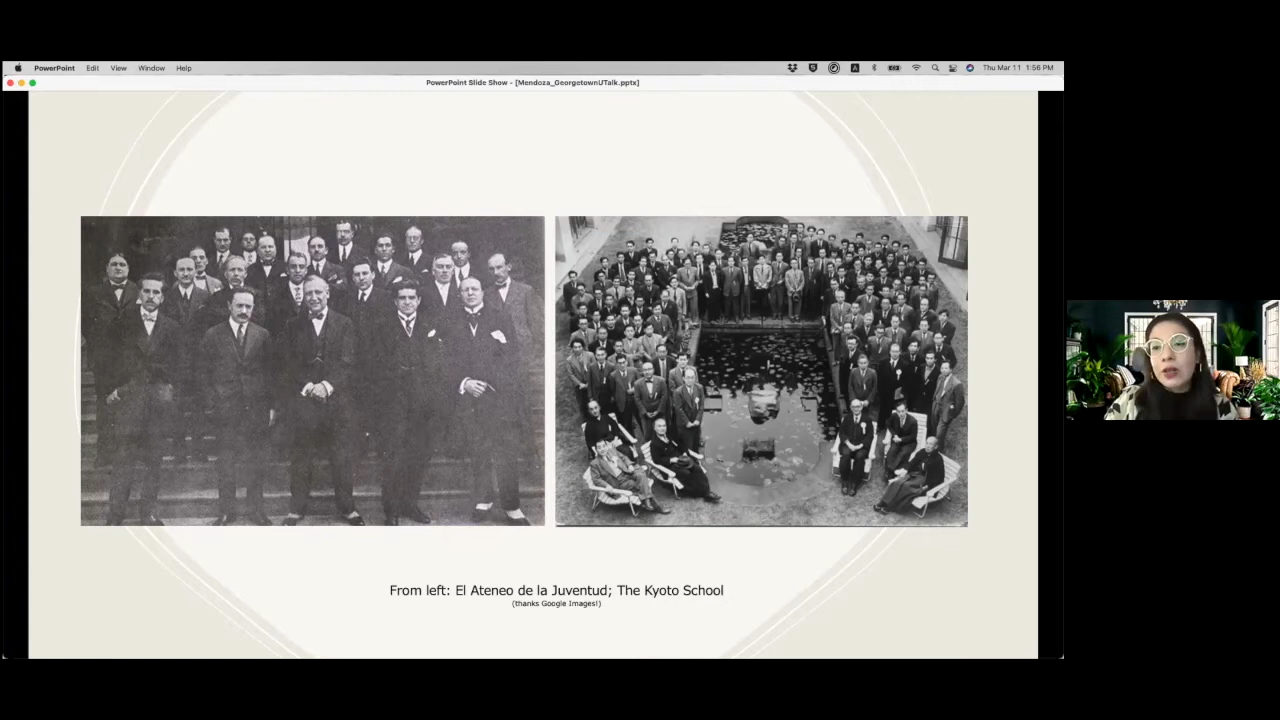 PowerPoint Edit View Window Help
Thu Mar 11 1:56 PM
PowerPoint Slide Show - [Mendoza_GeorgetownUTalk.pptx]
From left: El Ateneo de la Juventud; The Kyoto School
(thanks Google Images!)